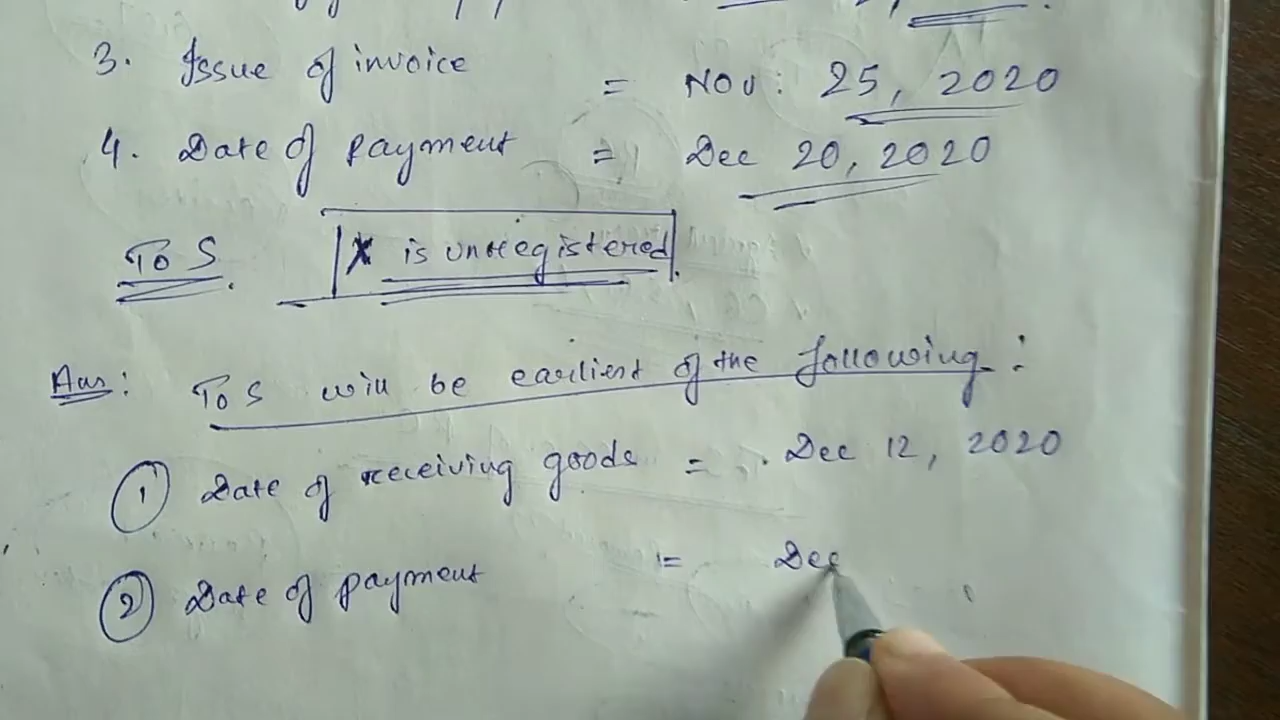 3. Issue of invoice = Nov: 25, 2020
4. Date of payment = Dec 20, 2020
ToS. X is unregistered.
Ans: ToS will be earliest of the following:
① Date of receiving goods = Dec 12, 2020
② Date of payment = Dec